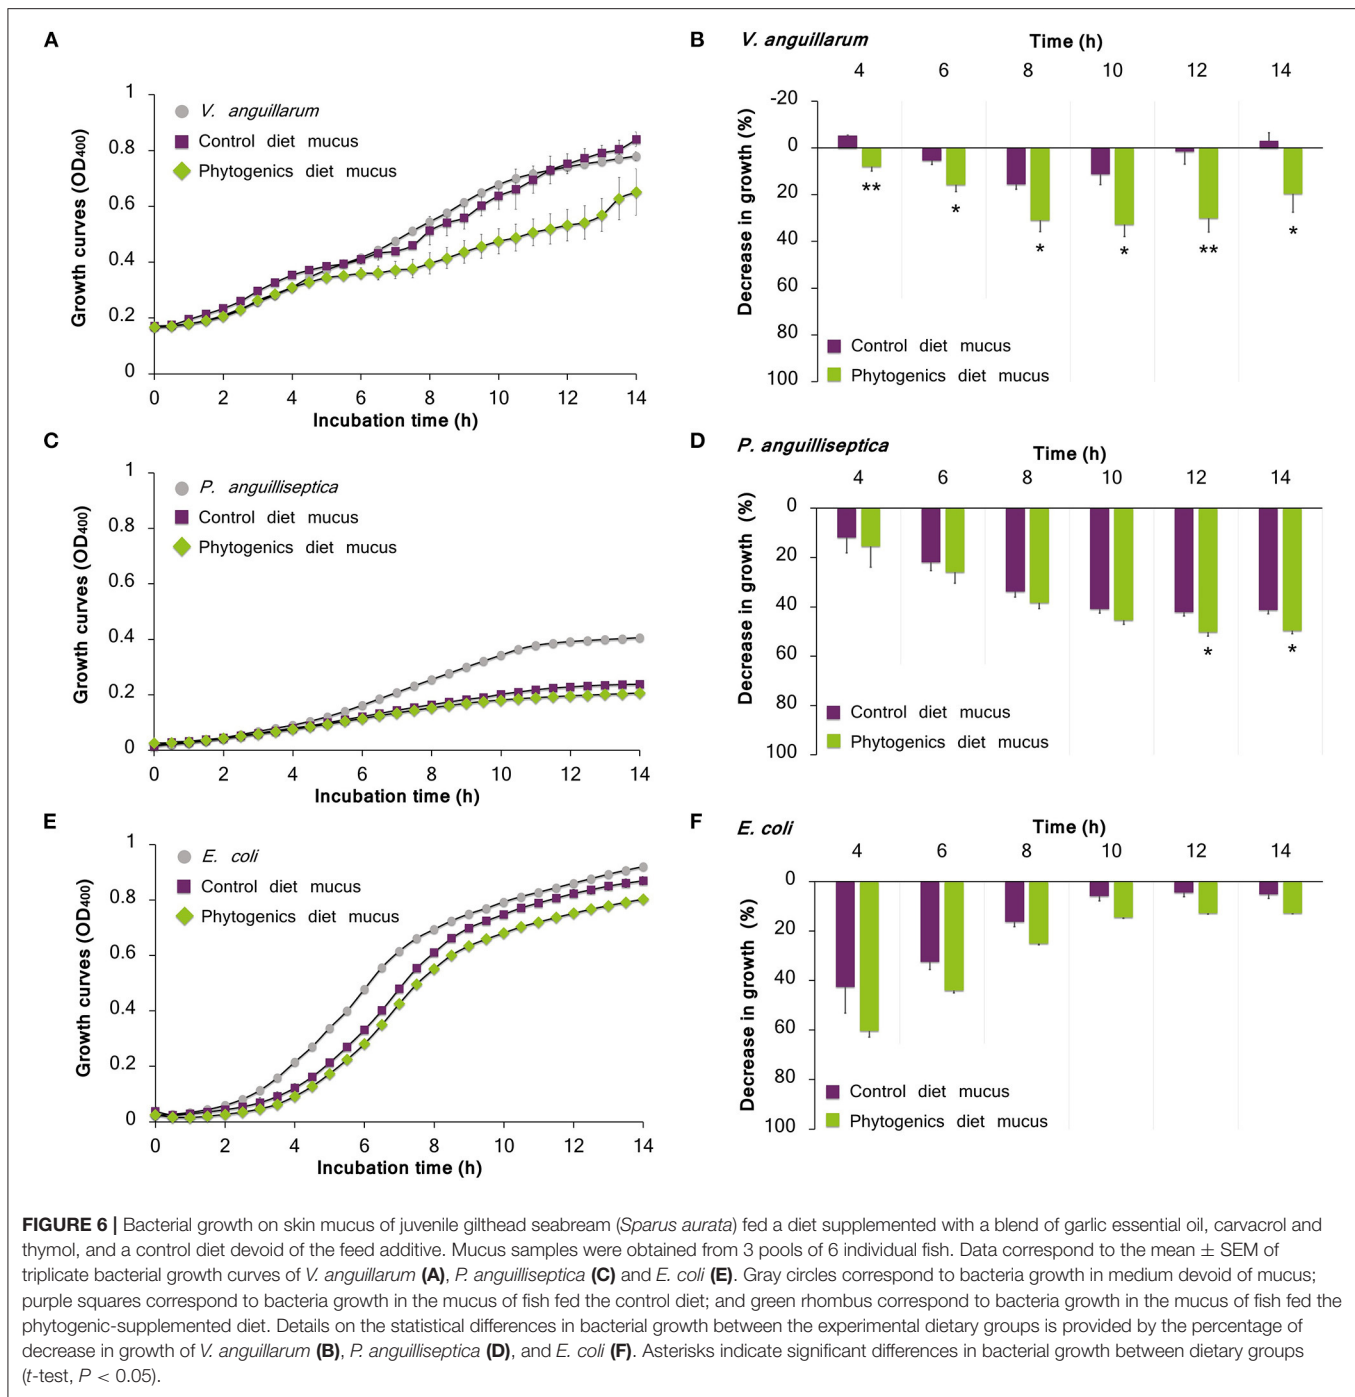 A
Growth curves (OD400)
1
0.8
0.6
0.4
0.2
0
V. anguillarum
Control diet mucus
Phytogenics diet mucus
0 2 4 6 8 10 12 14
Incubation time (h)
B
V. anguillarum
Time (h)
4 6 8 10 12 14
Decrease in growth (%)
-20
0
20
40
60
80
100
** * * * ** *
Control diet mucus
Phytogenics diet mucus
C
Growth curves (OD400)
1
0.8
0.6
0.4
0.2
0
P. anguilliseptica
Control diet mucus
Phytogenics diet mucus
0 2 4 6 8 10 12 14
Incubation time (h)
D
P. anguilliseptica
Time (h)
4 6 8 10 12 14
Decrease in growth (%)
0
20
40
60
80
100
* *
Control diet mucus
Phytogenics diet mucus
E
Growth curves (OD400)
1
0.8
0.6
0.4
0.2
0
E. coli
Control diet mucus
Phytogenics diet mucus
0 2 4 6 8 10 12 14
Incubation time (h)
F
E. coli
Time (h)
4 6 8 10 12 14
Decrease in growth (%)
0
20
40
60
80
100
Control diet mucus
Phytogenics diet mucus
FIGURE 6 | Bacterial growth on skin mucus of juvenile gilthead seabream (Sparus aurata) fed a diet supplemented with a blend of garlic essential oil, carvacrol and
thymol, and a control diet devoid of the feed additive. Mucus samples were obtained from 3 pools of 6 individual fish. Data correspond to the mean ± SEM of
triplicate bacterial growth curves of V. anguillarum (A), P. anguilliseptica (C) and E. coli (E). Gray circles correspond to bacteria growth in medium devoid of mucus;
purple squares correspond to bacteria growth in the mucus of fish fed the control diet; and green rhombus correspond to bacteria growth in the mucus of fish fed the
phytogenic-supplemented diet. Details on the statistical differences in bacterial growth between the experimental dietary groups is provided by the percentage of
decrease in growth of V. anguillarum (B), P. anguilliseptica (D), and E. coli (F). Asterisks indicate significant differences in bacterial growth between dietary groups
(t-test, P < 0.05).